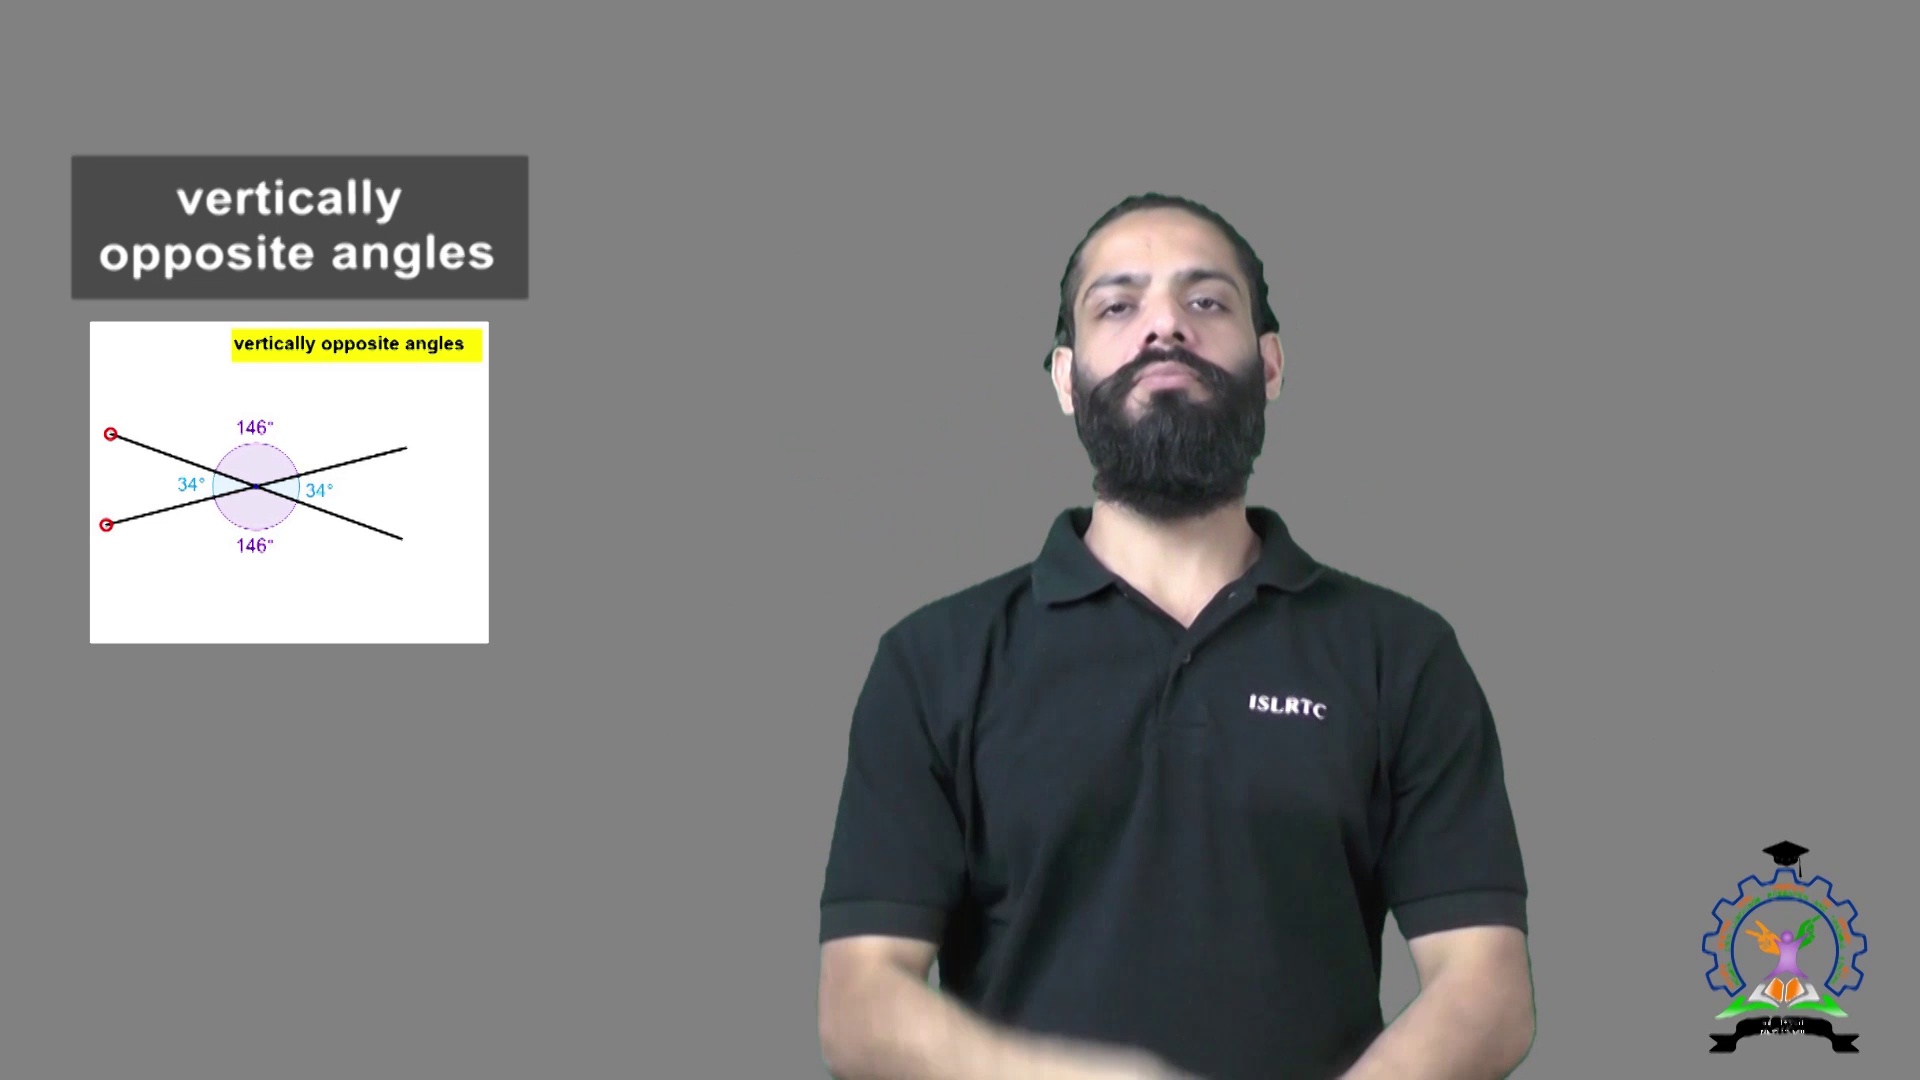 vertically
opposite angles
vertically opposite angles
146°
34°
34°
146°
ISLRTC